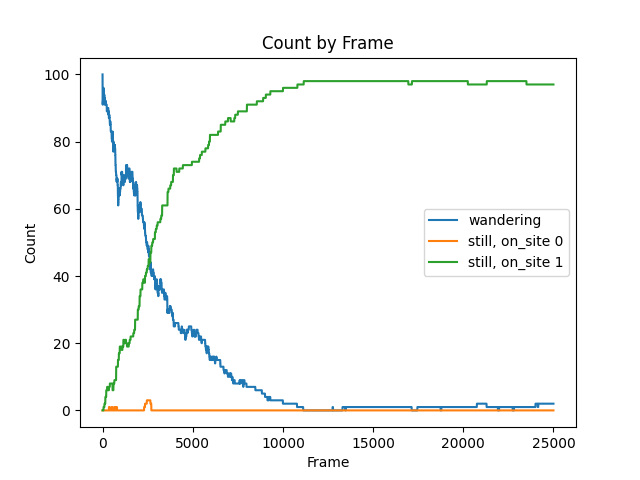 Count by Frame
Count
100
80
60
40
20
0
wandering
still, on_site 0
still, on_site 1
0 5000 10000 15000 20000 25000
Frame